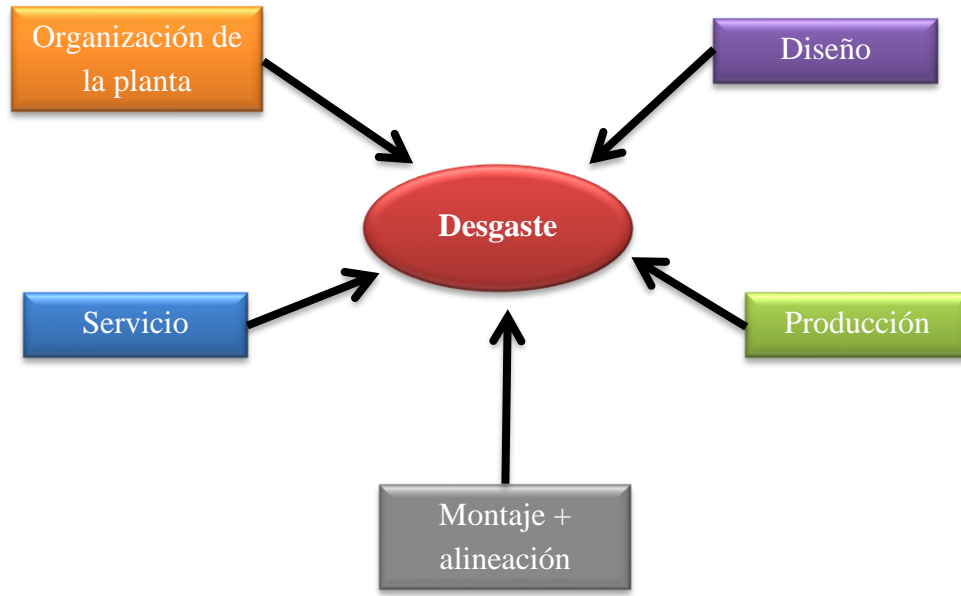 Organización de
la planta
Diseño
Desgaste
Servicio
Producción
Montaje +
alineación